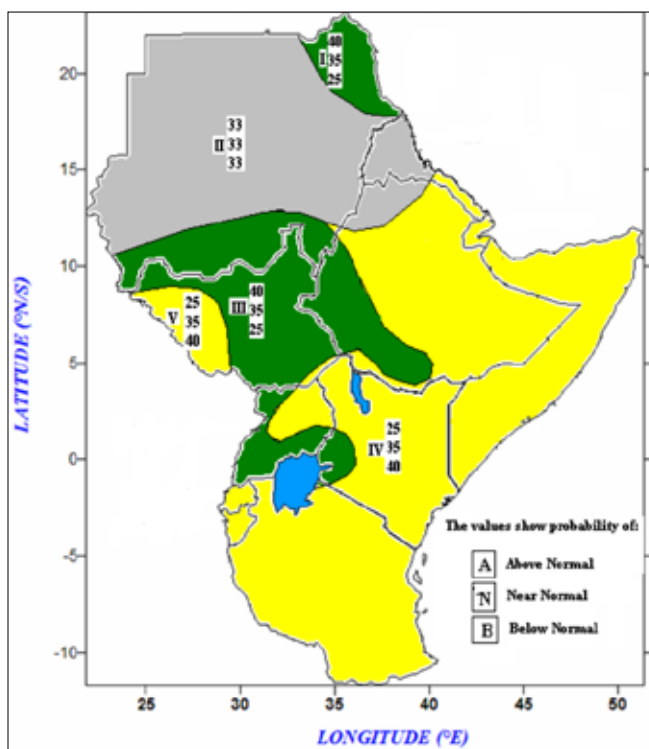 20
15
10
5
0
-5
-10
LATITUDE (°N/S)
I
40
35
25
II
33
33
33
III
40
35
25
V
25
35
40
IV
25
35
40
The values show probability of:
A Above Normal
N Near Normal
B Below Normal
25 30 35 40 45 50
LONGITUDE (°E)